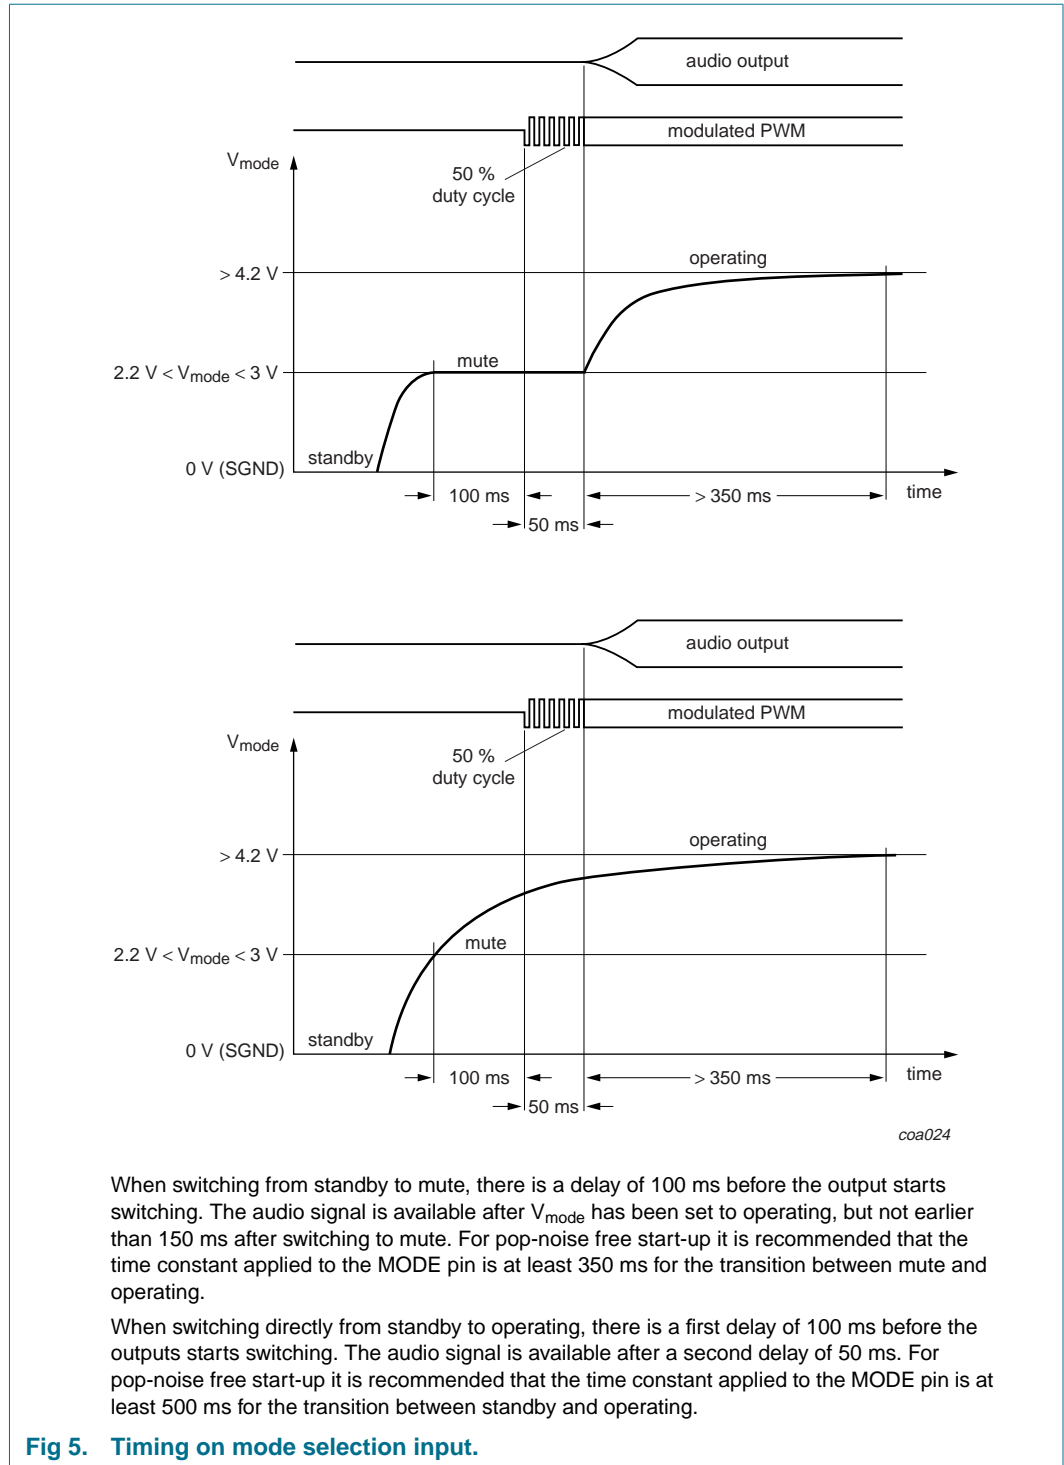 audio output
modulated PWM
Vmode
50 %
duty cycle
> 4.2 V
operating
2.2 V < Vmode < 3 V
mute
0 V (SGND)
standby
100 ms
> 350 ms
time
50 ms
audio output
modulated PWM
Vmode
50 %
duty cycle
> 4.2 V
operating
2.2 V < Vmode < 3 V
mute
0 V (SGND)
standby
100 ms
> 350 ms
time
50 ms
coa024
When switching from standby to mute, there is a delay of 100 ms before the output starts
switching. The audio signal is available after Vmode has been set to operating, but not earlier
than 150 ms after switching to mute. For pop-noise free start-up it is recommended that the
time constant applied to the MODE pin is at least 350 ms for the transition between mute and
operating.
When switching directly from standby to operating, there is a first delay of 100 ms before the
outputs starts switching. The audio signal is available after a second delay of 50 ms. For
pop-noise free start-up it is recommended that the time constant applied to the MODE pin is at
least 500 ms for the transition between standby and operating.
Fig 5. Timing on mode selection input.